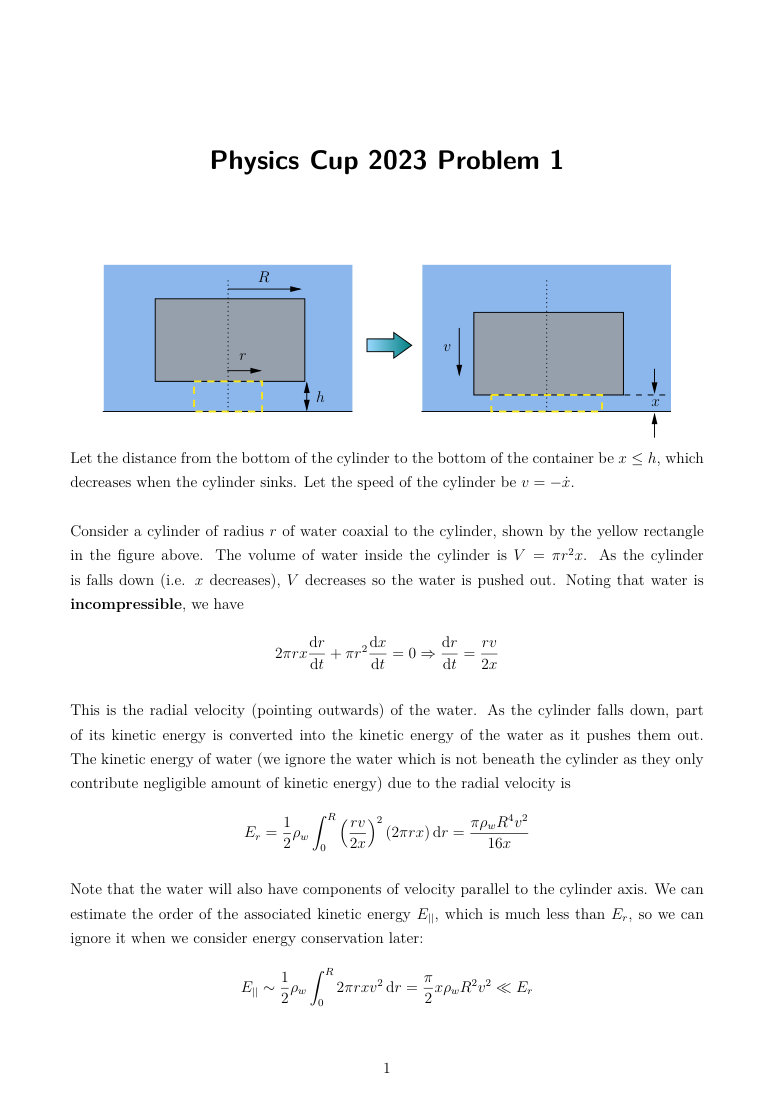 Physics Cup 2023 Problem 1
R
r
h
v
x
Let the distance from the bottom of the cylinder to the bottom of the container be x ≤ h, which
decreases when the cylinder sinks. Let the speed of the cylinder be v = −ẋ.
Consider a cylinder of radius r of water coaxial to the cylinder, shown by the yellow rectangle
in the figure above. The volume of water inside the cylinder is V = πr²x. As the cylinder
is falls down (i.e. x decreases), V decreases so the water is pushed out. Noting that water is
incompressible, we have
2πrx dr/dt + πr² dx/dt = 0 ⇒ dr/dt = rv/2x
This is the radial velocity (pointing outwards) of the water. As the cylinder falls down, part
of its kinetic energy is converted into the kinetic energy of the water as it pushes them out.
The kinetic energy of water (we ignore the water which is not beneath the cylinder as they only
contribute negligible amount of kinetic energy) due to the radial velocity is
E_r = 1/2 ρ_w ∫_0^R (rv/2x)² (2πrx) dr = πρ_w R⁴v²/16x
Note that the water will also have components of velocity parallel to the cylinder axis. We can
estimate the order of the associated kinetic energy E_||, which is much less than E_r, so we can
ignore it when we consider energy conservation later:
E_|| ∼ 1/2 ρ_w ∫_0^R 2πrxv² dr = π/2 xρ_w R²v² ≪ E_r
1